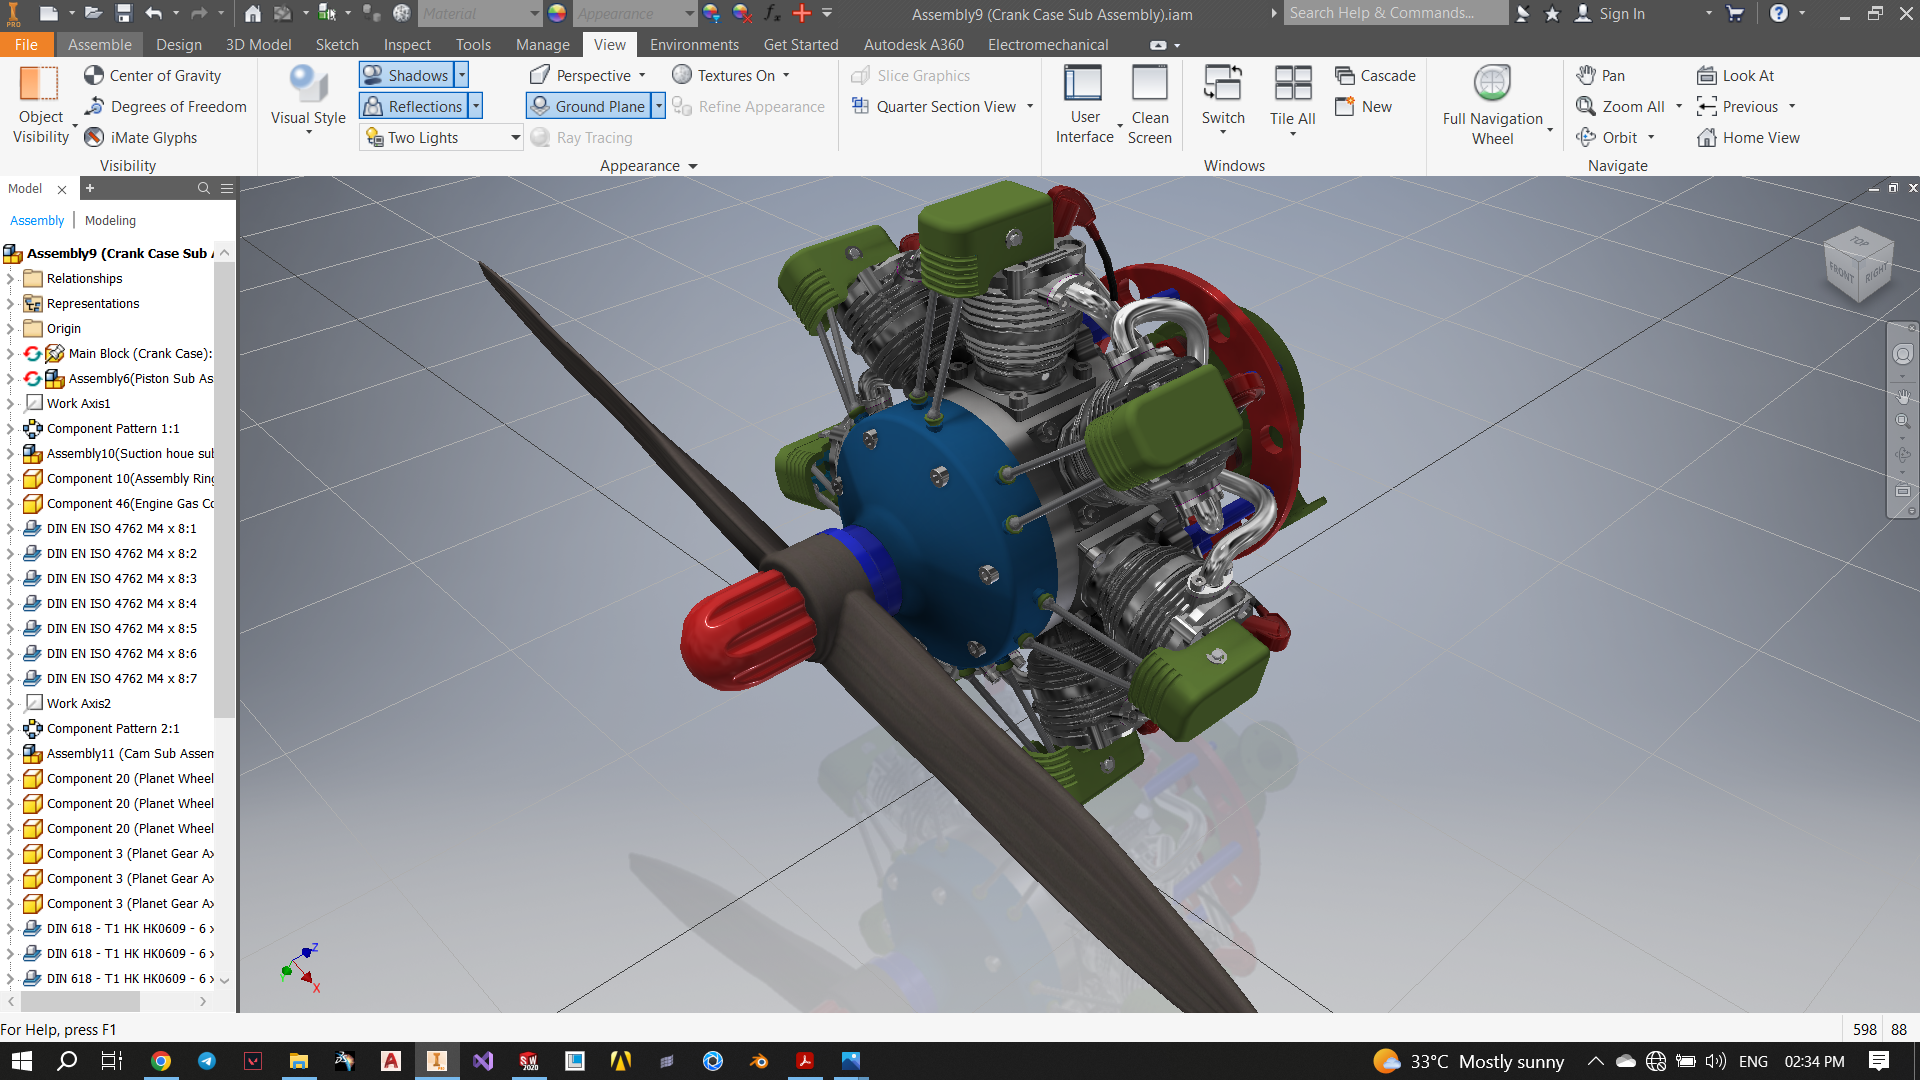 PRO
Material
Appearance
Assembly9 (Crank Case Sub Assembly).iam
Search Help & Commands...
Sign In
File
Assemble
Design
3D Model
Sketch
Inspect
Tools
Manage
View
Environments
Get Started
Autodesk A360
Electromechanical
Object
Visibility
Center of Gravity
Degrees of Freedom
iMate Glyphs
Visibility
Visual Style
Shadows
Reflections
Two Lights
Perspective
Ground Plane
Ray Tracing
Textures On
Refine Appearance
Appearance
Slice Graphics
Quarter Section View
User
Interface
Clean
Screen
Switch
Tile All
Cascade
New
Windows
Full Navigation
Wheel
Pan
Zoom All
Orbit
Look At
Previous
Home View
Navigate
Model
Assembly
Modeling
Assembly9 (Crank Case Sub
Relationships
Representations
Origin
Main Block (Crank Case):
Assembly6(Piston Sub As
Work Axis1
Component Pattern 1:1
Assembly10(Suction houe sul
Component 10(Assembly Ring
Component 46(Engine Gas Co
DIN EN ISO 4762 M4 x 8:1
DIN EN ISO 4762 M4 x 8:2
DIN EN ISO 4762 M4 x 8:3
DIN EN ISO 4762 M4 x 8:4
DIN EN ISO 4762 M4 x 8:5
DIN EN ISO 4762 M4 x 8:6
DIN EN ISO 4762 M4 x 8:7
Work Axis2
Component Pattern 2:1
Assembly11 (Cam Sub Assem
Component 20 (Planet Wheel
Component 20 (Planet Wheel
Component 20 (Planet Wheel
Component 3 (Planet Gear Ax
Component 3 (Planet Gear Ax
Component 3 (Planet Gear Ax
DIN 618 - T1 HK HK0609 - 6 x
DIN 618 - T1 HK HK0609 - 6 x
DIN 618 - T1 HK HK0609 - 6 x
TOP
FRONT
RIGHT
Z
X
For Help, press F1
598
88
33°C Mostly sunny
ENG
02:34 PM